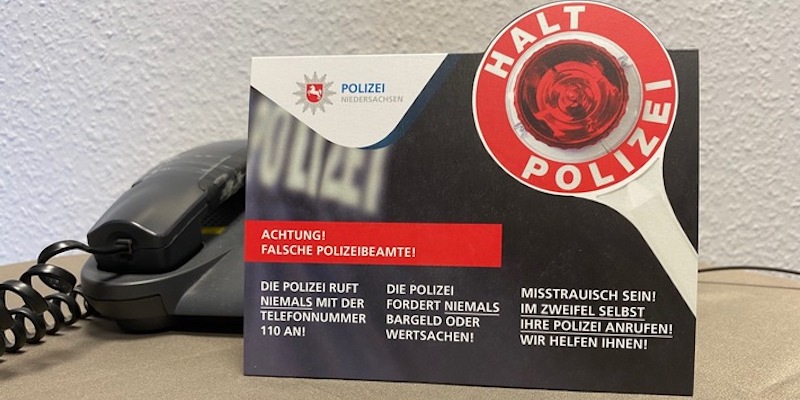 HALT
POLIZEI
POLIZEI
NIEDERSACHSEN
POLIZEI
ACHTUNG!
FALSCHE POLIZEIBEAMTE!
DIE POLIZEI RUFT
NIEMALS MIT DER
TELEFONNUMMER
110 AN!
DIE POLIZEI
FORDERT NIEMALS
BARGELD ODER
WERTSACHEN!
MISSTRAUISCH SEIN!
IM ZWEIFEL SELBST
IHRE POLIZEI ANRUFEN!
WIR HELFEN IHNEN!